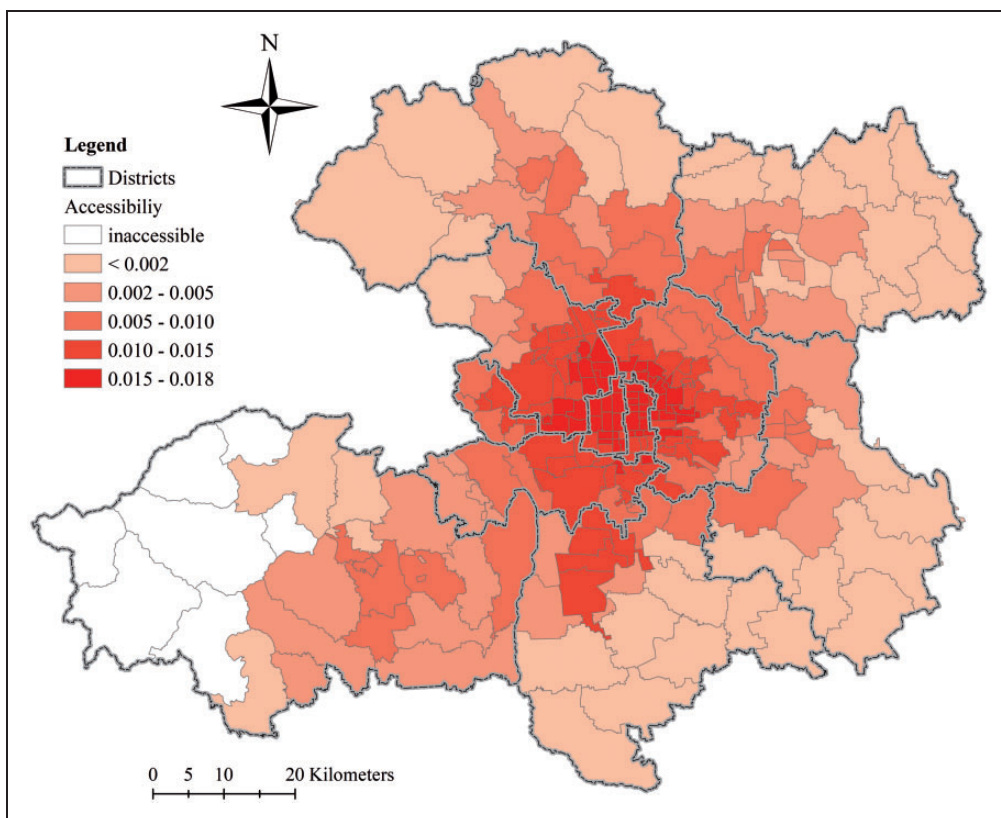 N
Legend
Districts
Accessibiliy
inaccessible
< 0.002
0.002 - 0.005
0.005 - 0.010
0.010 - 0.015
0.015 - 0.018
0 5 10 20 Kilometers